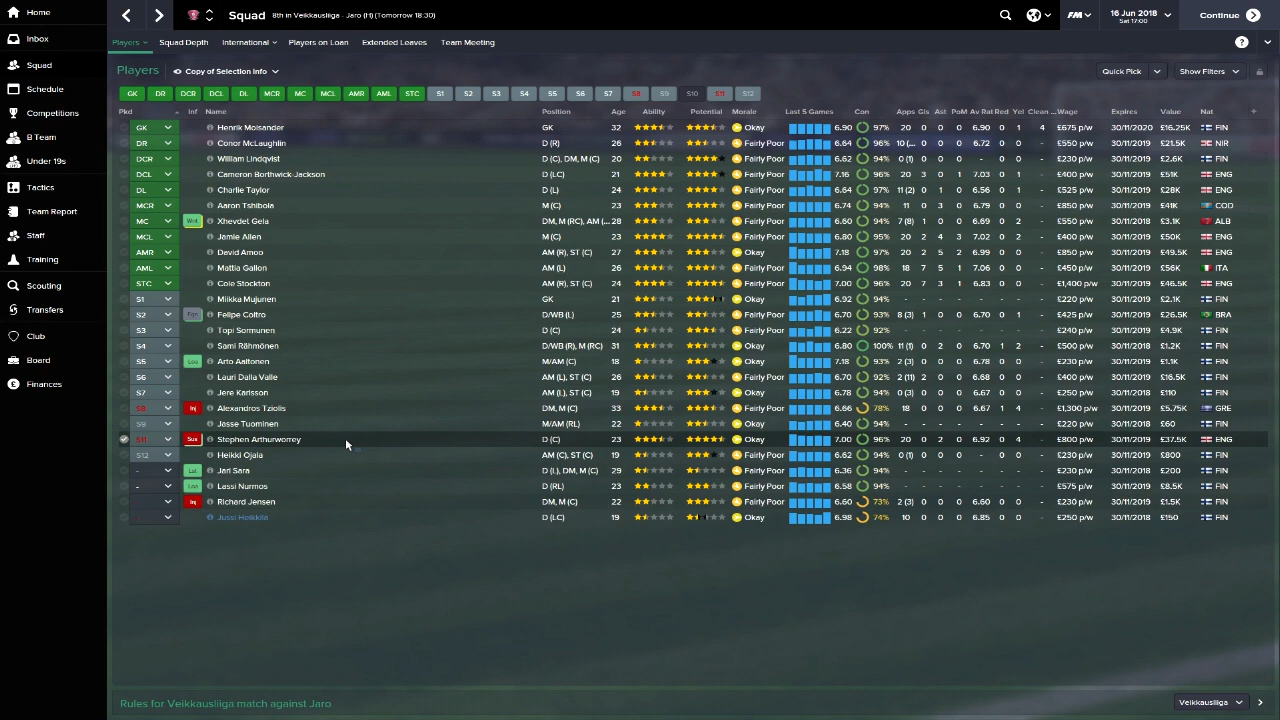 Home
Inbox
Squad
Schedule
Competitions
B Team
Under 19s
Tactics
Team Report
Staff
Training
Scouting
Transfers
Club
Board
Finances
Squad 8th in Veikkausliiga - Jaro (H) (Tomorrow 18:30) FM 16 Jun 2018 Sat 17:00 Continue
Players Squad Depth International Players on Loan Extended Leaves Team Meeting
Players Copy of Selection Info Quick Pick Show Filters
GK DR DCR DCL DL MCR MC MCL AMR AML STC S1 S2 S3 S4 S5 S6 S7 S8 S9 S10 S11 S12
Pkd Inf Name Position Age Ability Potential Morale Last 5 Games Con Apps Gls Ast PoM Av Rat Red Yel Clean ... Wage Expires Value Nat
GK Henrik Moisander GK 32 Okay 6.90 97% 20 0 0 0 6.90 0 1 4 £675 p/w 30/11/2020 £16.25K FIN
DR Conor McLaughlin D (R) 26 Fairly Poor 6.64 96% 10 (... 0 2 0 6.72 0 0 - £550 p/w 30/11/2019 £21.5K NIR
DCR William Lindqvist D (C), DM, M (C) 20 Fairly Poor 6.62 94% 0 (1) 0 0 0 - 0 0 - £230 p/w 30/11/2019 £2.6K FIN
DCL Cameron Borthwick-Jackson D (LC) 21 Fairly Poor 7.16 96% 20 3 0 1 7.03 0 1 - £400 p/w 30/11/2019 £8K ENG
DL Charlie Taylor D (L) 24 Fairly Poor 6.64 97% 11 (2) 0 1 0 6.56 0 1 - £525 p/w 30/11/2019 £28K ENG
MCR Aaron Tshibola M (C) 23 Fairly Poor 6.74 94% 11 0 3 0 6.79 0 0 - £850 p/w 30/11/2019 £41K COD
MC Xhevdet Gela DM, M (RC), AM (... 28 Fairly Poor 6.60 94% 7 (8) 1 0 0 6.69 0 2 - £550 p/w 30/11/2018 £3.1K ALB
MCL Jamie Allen M (C) 23 Fairly Poor 6.80 95% 20 2 4 3 7.02 0 2 - £400 p/w 30/11/2019 £9K ENG
AMR David Amoo AM (R), ST (C) 27 Okay 7.18 97% 20 2 5 2 6.99 0 0 - £650 p/w 30/11/2019 £49.5K ENG
AML Mattia Gallon AM (L) 26 Fairly Poor 6.94 98% 18 7 5 1 7.06 0 0 - £450 p/w 30/11/2019 £56K ITA
STC Cole Stockton AM (R), ST (C) 24 Fairly Poor 7.00 96% 20 7 3 1 6.83 0 0 - £1,400 p/w 30/11/2019 £54.5K ENG
S1 Miikka Mujunen GK 21 Okay 6.92 94% - - - - - - - - £220 p/w 30/11/2018 £2.1K FIN
S2 Felipe Coltro D/WB (L) 25 Fairly Poor 6.70 93% 8 (3) 1 0 0 6.68 0 0 - £325 p/w 30/11/2019 £4.5K BRA
S3 Topi Sormunen D (C) 24 Fairly Poor 6.22 92% - - - - - - - - £240 p/w 30/11/2018 £4.9K FIN
S4 Sami Rähmönen D/WB (R), M (RC) 31 Okay 6.80 100% 11 (1) 0 2 0 6.70 1 2 - £500 p/w 30/11/2019 £12K FIN
S5 Arto Aaltonen M/AM (C) 18 Okay 7.18 93% 2 (3) 0 2 0 6.78 0 0 - £230 p/w 30/11/2019 FIN
S6 Lauri Dalla Valle AM (L), ST (C) 26 Fairly Poor 6.70 92% 2 (11) 2 0 0 6.68 0 0 - £400 p/w 30/11/2018 £18.5K FIN
S7 Jere Karlsson AM (L), ST (C) 19 Okay 6.78 94% - - - - - - - - £250 p/w 30/11/2018 £110 FIN
S8 Inj Alexandros Tziolis DM, M (C) 33 Fairly Poor 6.66 78% 18 0 0 0 6.67 1 4 - £1,300 p/w 30/11/2018 £5.75K GRE
S9 Jasse Tuominen M/AM (RL) 22 Okay 6.94 94% - - - - - - - - £400 p/w 30/11/2019 £6K FIN
S11 Sus Stephen Arthurworrey D (C) 23 Okay 7.00 96% 20 0 2 0 6.92 0 4 - £800 p/w 30/11/2019 £37.5K ENG
S12 Heikki Ojala AM (C), ST (C) 19 Fairly Poor 6.62 94% 0 (1) 0 0 0 - 0 0 - £230 p/w 30/11/2019 £800 FIN
- Jari Sara D (L), DM, M (C) 29 Fairly Poor 6.36 94% - - - - - - - - £230 p/w 30/11/2018 £200 FIN
- Lassi Nurmos D (RL) 23 Fairly Poor 6.58 94% - - - - - - - - £175 p/w 30/11/2019 £8.5K FIN
Inj Richard Jensen DM, M (C) 22 Fairly Poor 6.60 73% 2 (3) 0 0 0 6.60 0 0 - £230 p/w 30/11/2018 £1.5K FIN
Jussi Heikkilä D (LC) 19 Okay 6.98 74% 10 0 0 0 6.85 0 0 - £250 p/w 30/11/2018 £150 FIN
Rules for Veikkausliiga match against Jaro Veikkausliiga